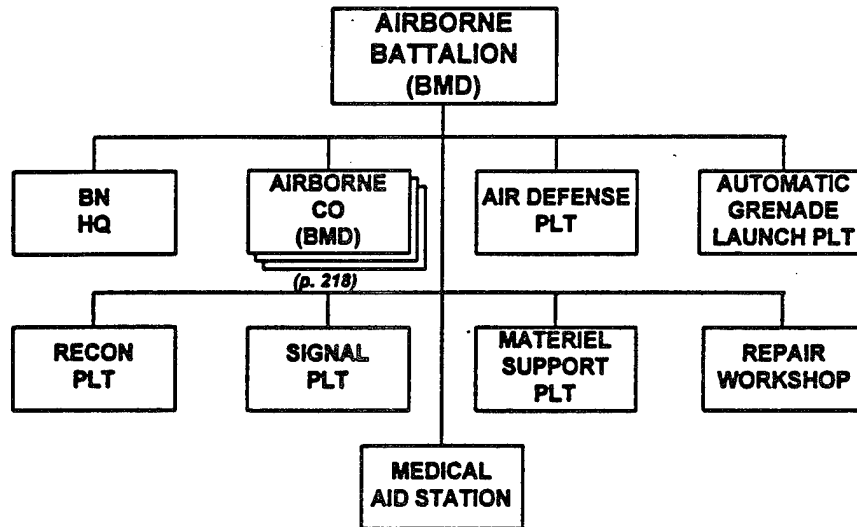 AIRBORNE
BATTALION
(BMD)
BN
HQ
AIRBORNE
CO
(BMD)
(p. 218)
AIR DEFENSE
PLT
AUTOMATIC
GRENADE
LAUNCH PLT
RECON
PLT
SIGNAL
PLT
MATERIEL
SUPPORT
PLT
REPAIR
WORKSHOP
MEDICAL
AID STATION